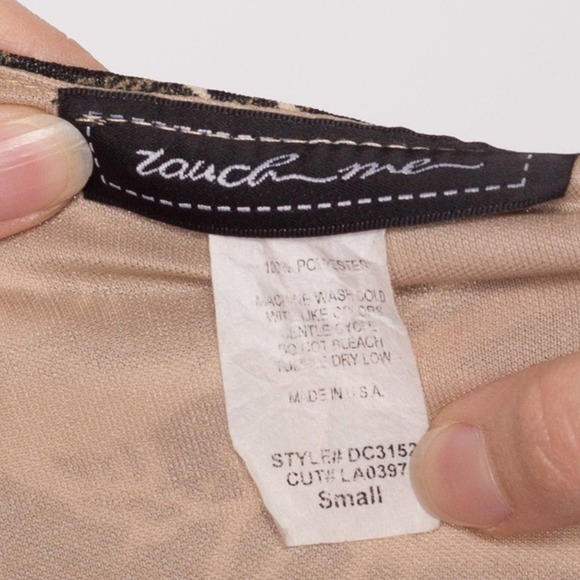 touch me
100% POLYESTER
MACHINE WASH COLD
WITH LIKE COLORS
GENTLE CYCLE
DO NOT BLEACH
TUMBLE DRY LOW
MADE IN U.S.A.
STYLE# DC3152
CUT# LA0397
Small